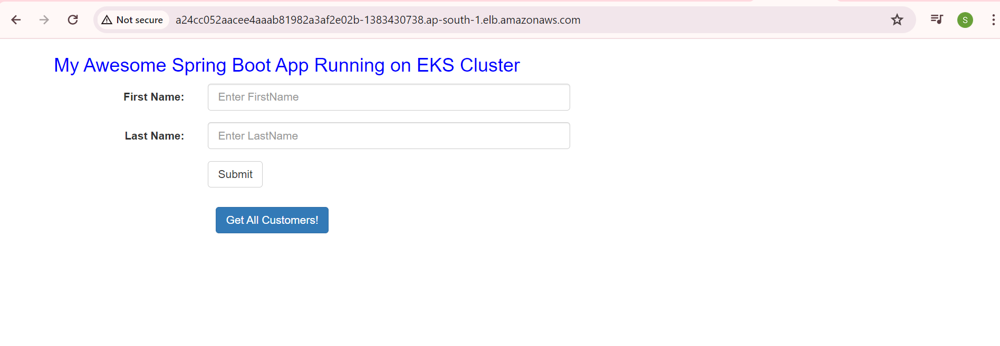 Not secure a24cc052aacee4aaab81982a3af2e02b-1383430738.ap-south-1.elb.amazonaws.com S
My Awesome Spring Boot App Running on EKS Cluster
First Name: Enter FirstName
Last Name: Enter LastName
Submit
Get All Customers!